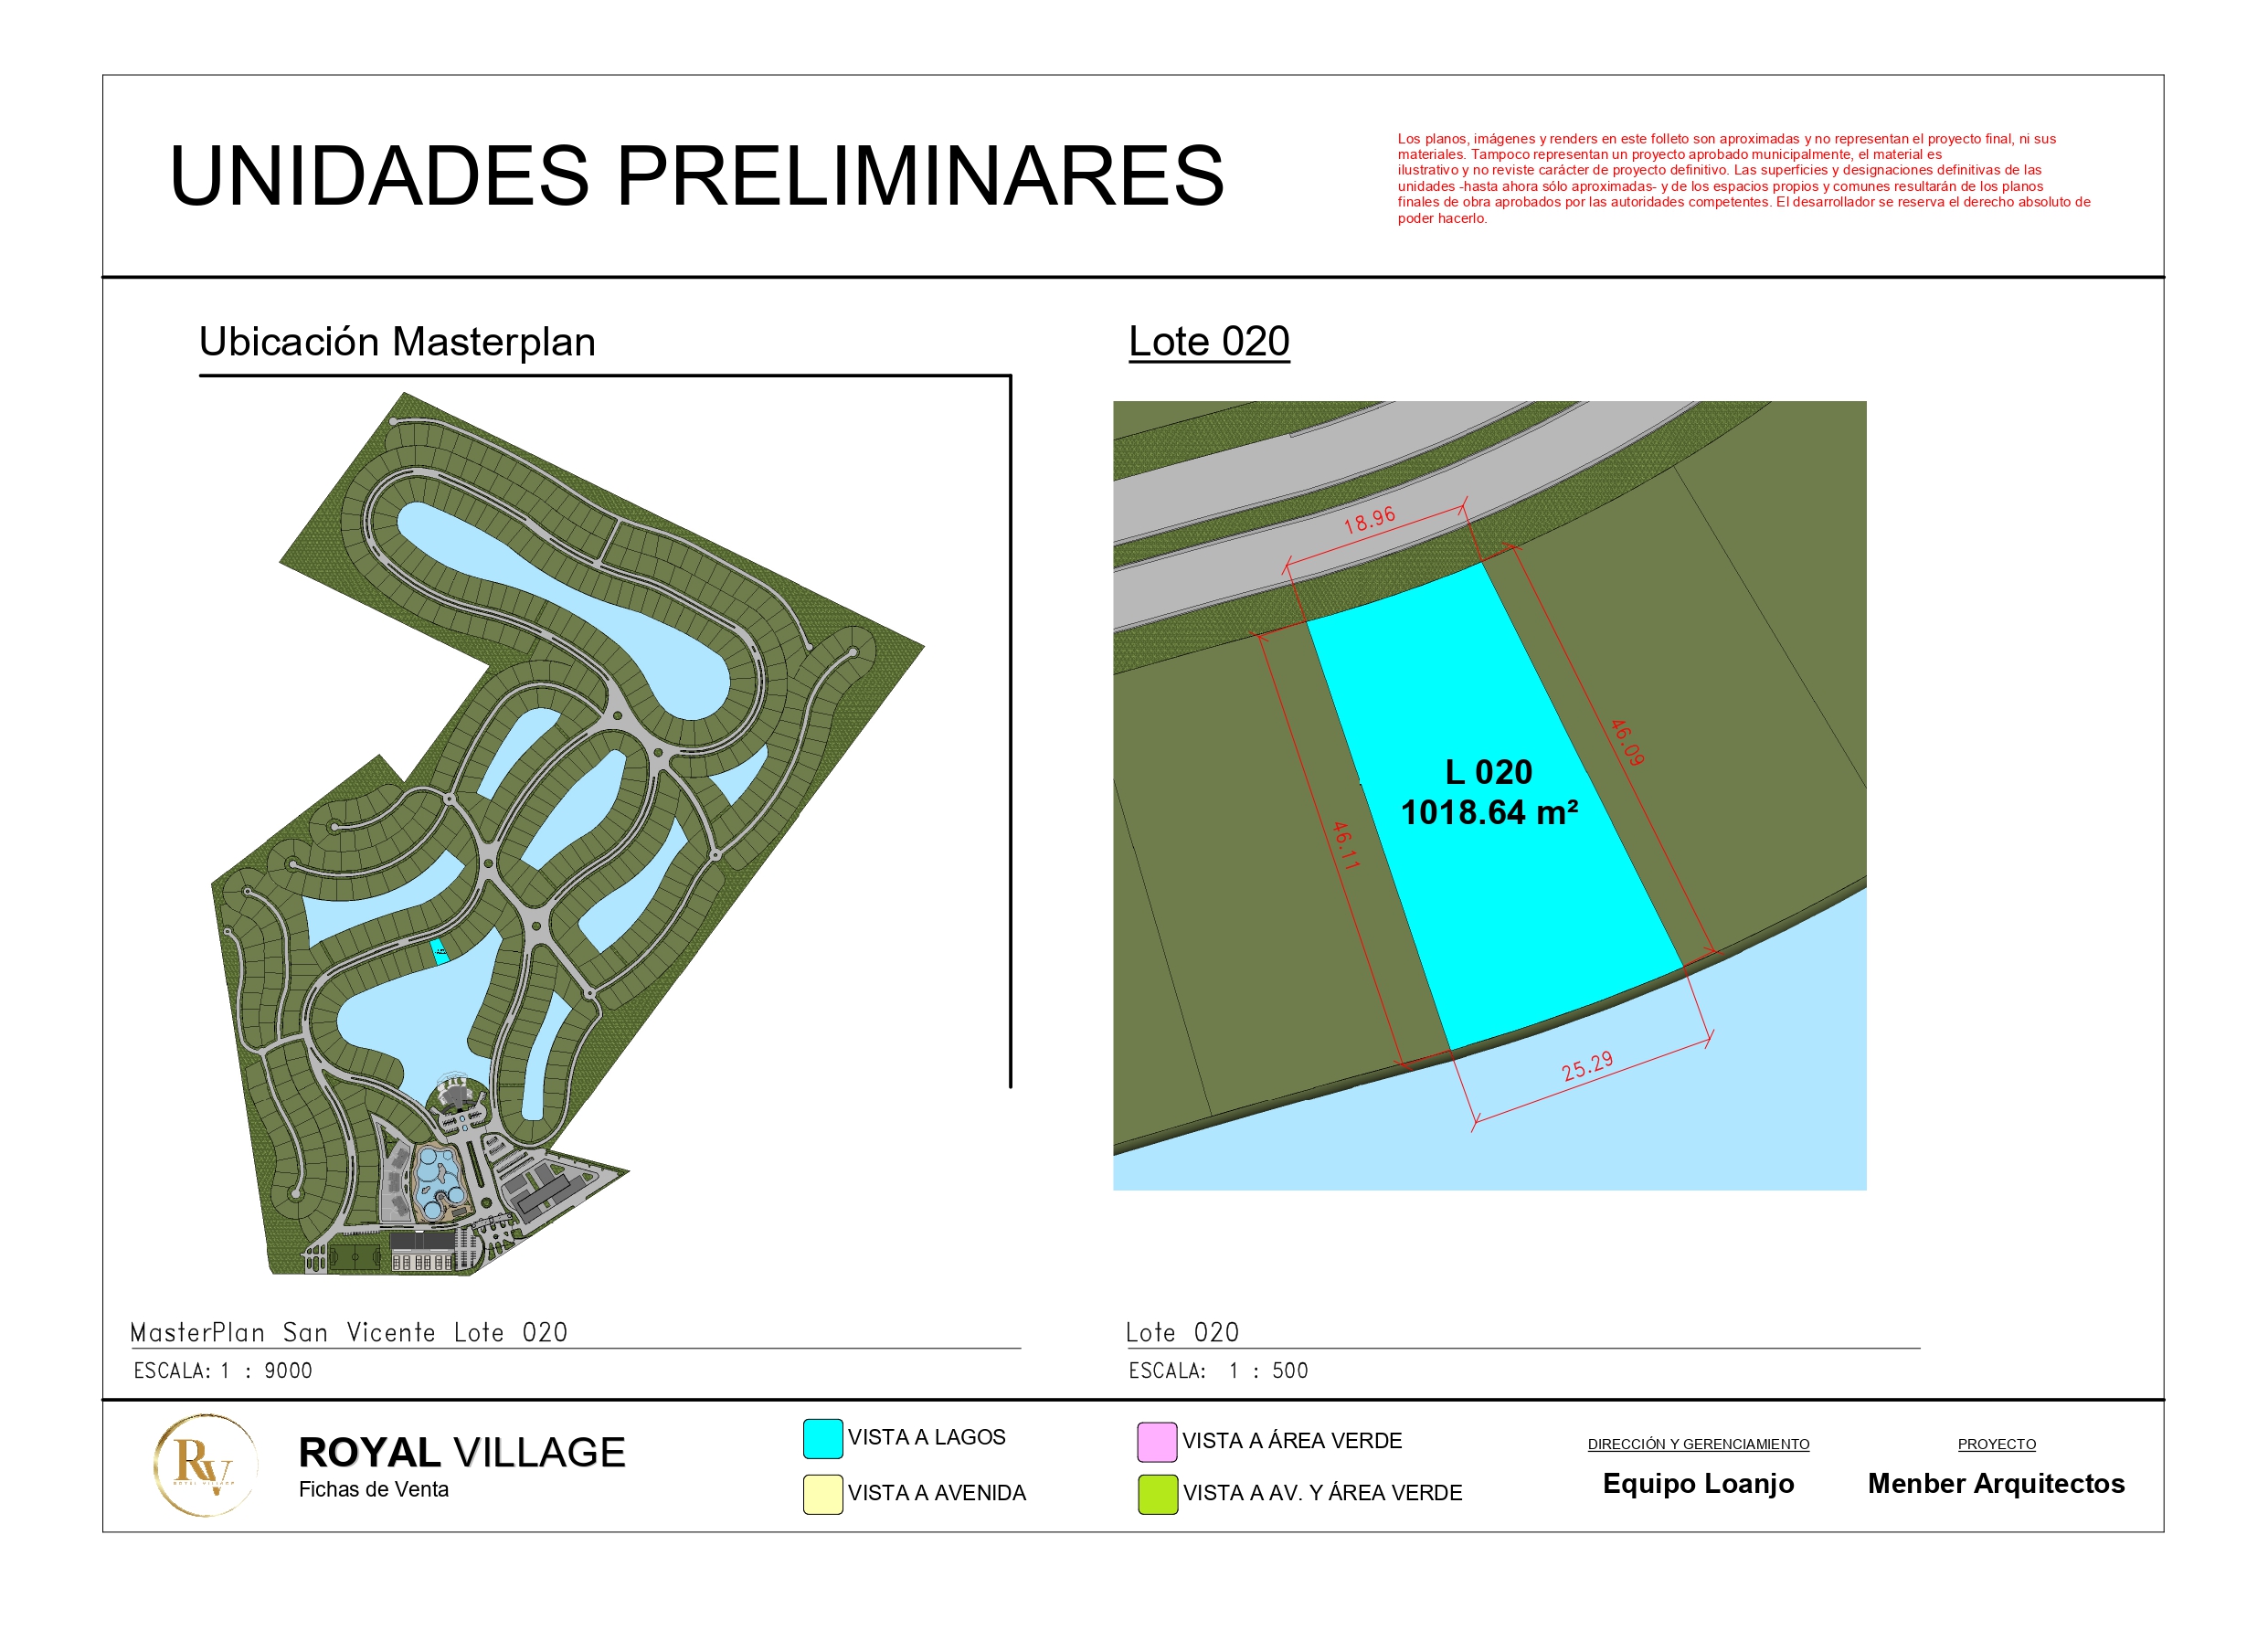 UNIDADES PRELIMINARES
Los planos, imágenes y renders en este folleto son aproximadas y no representan el proyecto final, ni sus
materiales. Tampoco representan un proyecto aprobado municipalmente, el material es
ilustrativo y no reviste carácter de proyecto definitivo. Las superficies y designaciones definitivas de las
unidades -hasta ahora sólo aproximadas- y de los espacios propios y comunes resultarán de los planos
finales de obra aprobados por las autoridades competentes. El desarrollador se reserva el derecho absoluto de
poder hacerlo.
Ubicación Masterplan
Lote 020
18.96
46.09
L 020
1018.64 m²
46.11
25.29
MasterPlan San Vicente Lote 020
ESCALA: 1 : 9000
Lote 020
ESCALA: 1 : 500
RV
ROYAL VILLAGE
ROYAL VILLAGE
Fichas de Venta
VISTA A LAGOS
VISTA A AVENIDA
VISTA A ÁREA VERDE
VISTA A AV. Y ÁREA VERDE
DIRECCIÓN Y GERENCIAMIENTO
Equipo Loanjo
PROYECTO
Menber Arquitectos